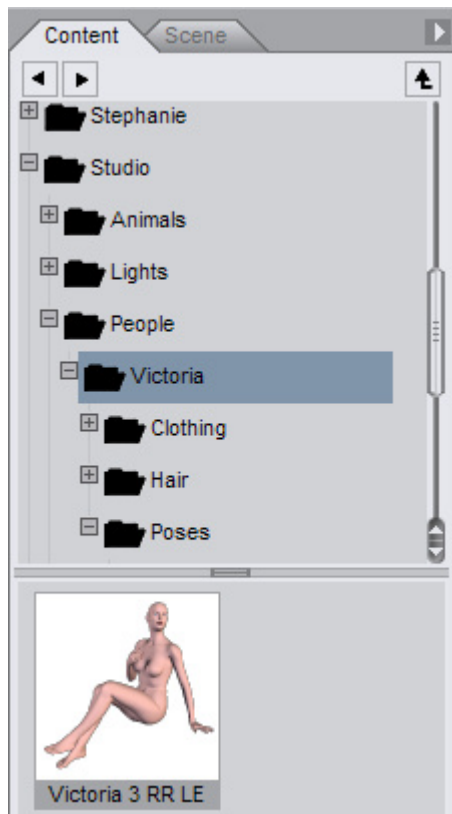 Content Scene
Stephanie
Studio
Animals
Lights
People
Victoria
Clothing
Hair
Poses
Victoria 3 RR LE